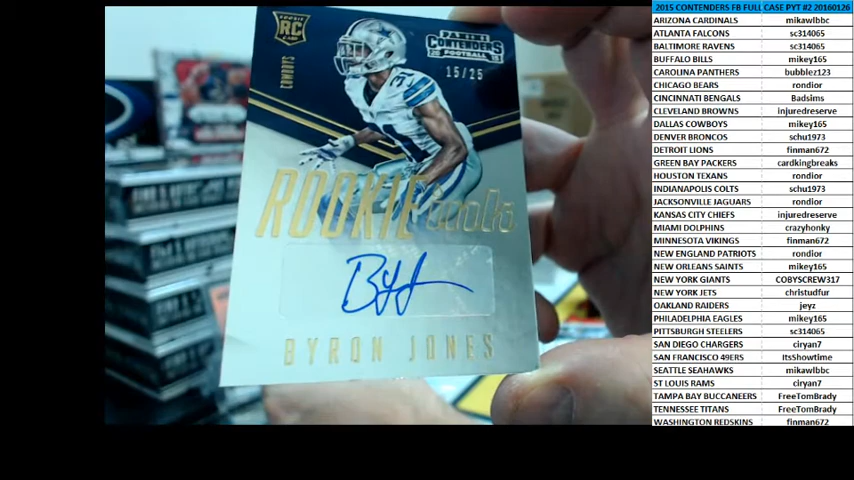 ROOKIE
RC
CARD
COWBOYS
PANINI
CONTENDERS
FOOTBALL
15/25
31
ROOKIE
BYRON JONES
2015 CONTENDERS FB FULL CASE PYT #2 20160126
ARIZONA CARDINALS mikawlbbc
ATLANTA FALCONS sc314065
BALTIMORE RAVENS sc314065
BUFFALO BILLS mikey165
CAROLINA PANTHERS bubblez123
CHICAGO BEARS rondior
CINCINNATI BENGALS Badsims
CLEVELAND BROWNS injuredreserve
DALLAS COWBOYS mikey165
DENVER BRONCOS schu1973
DETROIT LIONS finman672
GREEN BAY PACKERS cardkingbreaks
HOUSTON TEXANS rondior
INDIANAPOLIS COLTS schu1973
JACKSONVILLE JAGUARS rondior
KANSAS CITY CHIEFS injuredreserve
MIAMI DOLPHINS crazyhonky
MINNESOTA VIKINGS finman672
NEW ENGLAND PATRIOTS rondior
NEW ORLEANS SAINTS mikey165
NEW YORK GIANTS COBYSCREW317
NEW YORK JETS christudfur
OAKLAND RAIDERS jeyz
PHILADELPHIA EAGLES mikey165
PITTSBURGH STEELERS sc314065
SAN DIEGO CHARGERS ciryan7
SAN FRANCISCO 49ERS ItsShowtime
SEATTLE SEAHAWKS mikawlbbc
ST LOUIS RAMS ciryan7
TAMPA BAY BUCCANEERS FreeTomBrady
TENNESSEE TITANS FreeTomBrady
WASHINGTON REDSKINS finman672